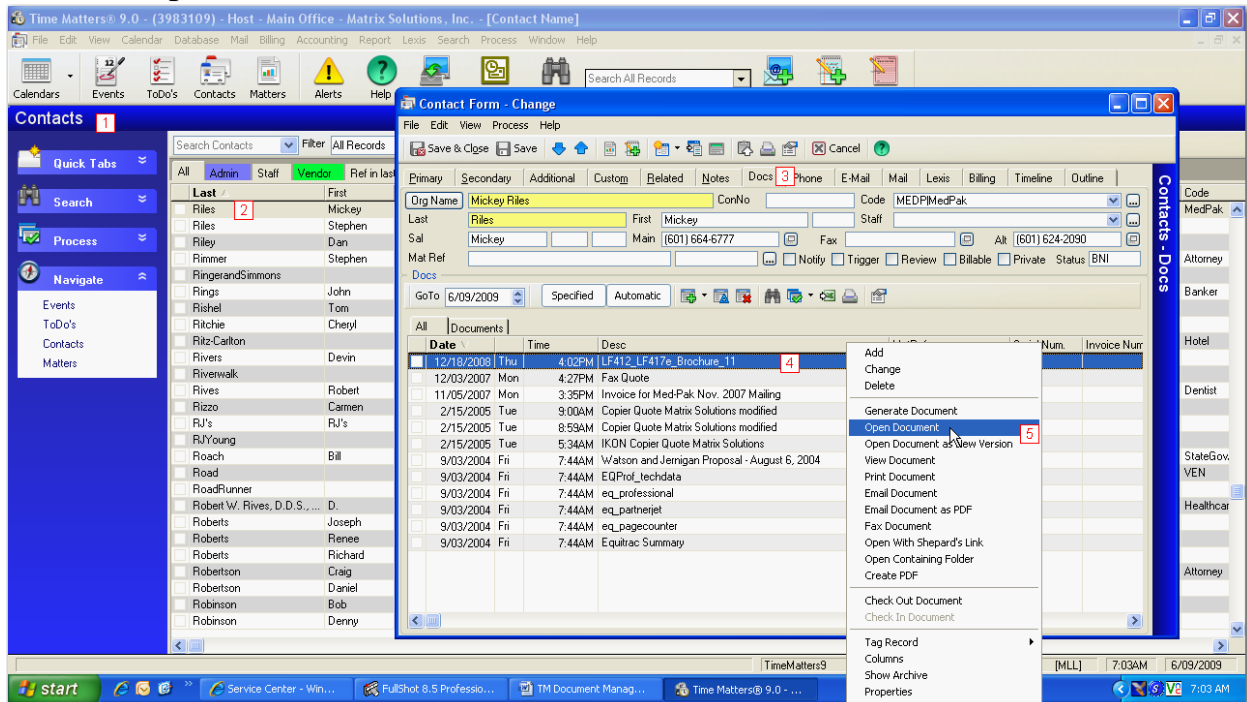 Time Matters® 9.0 - (3983109) - Host - Main Office - Matrix Solutions, Inc. - [Contact Name]
File Edit View Calendar Database Mail Billing Accounting Report Lexis Search Process Window Help
Search All Records
Calendars Events ToDo's Contacts Matters Alerts Help
Contacts 1
Quick Tabs
Search
Process
Navigate
Events
ToDo's
Contacts
Matters
Search Contacts Filter All Records
All Admin Staff Vendor Ref in last
Last First
Riles 2 Mickey
Riles Stephen
Riley Dan
Rimmer Stephen
RingerandSimmons
Rings John
Rishel Tom
Ritchie Cheryl
Ritz-Carlton
Rivers Devin
Riverwalk
Rives Robert
Rizzo Carmen
RJ's RJ's
RJYoung
Roach Bill
Road
RoadRunner
Robert W. Rives, D.D.S., ... D.
Roberts Joseph
Roberts Renee
Roberts Richard
Robertson Craig
Robertson Daniel
Robinson Bob
Robinson Denny
Contact Form - Change
File Edit View Process Help
Save & Close Save Cancel
Primary Secondary Additional Custom Related Notes Docs 3 Phone E-Mail Mail Lexis Billing Timeline Outline
Org Name Mickey Riles ConNo Code MEDP|MedPak
Last Riles First Mickey Staff
Sal Mickey Main (601) 664-6777 Fax Alt (601) 624-2090
Mat Ref Notify Trigger Review Billable Private Status BNI
Docs
GoTo 6/09/2009 Specified Automatic
All Documents
Date Time Desc Num. Invoice Num
12/18/2008 Thu 4:02PM LF412_LF417e_Brochure_11 4
12/03/2007 Mon 4:27PM Fax Quote
11/05/2007 Mon 3:35PM Invoice for Med-Pak Nov. 2007 Mailing
2/15/2005 Tue 9:00AM Copier Quote Matrix Solutions modified
2/15/2005 Tue 8:59AM Copier Quote Matrix Solutions modified
2/15/2005 Tue 5:34AM IKON Copier Quote Matrix Solutions
9/03/2004 Fri 7:44AM Watson and Jernigan Proposal - August 6, 2004
9/03/2004 Fri 7:44AM EQProf_techdata
9/03/2004 Fri 7:44AM eq_professional
9/03/2004 Fri 7:44AM eq_partnerjet
9/03/2004 Fri 7:44AM eq_pagecounter
9/03/2004 Fri 7:44AM Equitrac Summary
Add
Change
Delete
Generate Document
Open Document 5
Open Document as New Version
View Document
Print Document
Email Document
Email Document as PDF
Fax Document
Open With Shepard's Link
Open Containing Folder
Create PDF
Check Out Document
Check In Document
Tag Record
Columns
Show Archive
Properties
Contacts - Docs
Code
MedPak
Attorney
Banker
Hotel
Dentist
StateGov.
VEN
Healthcar
Attorney
TimeMatters9 [MLL] 7:03AM 6/09/2009
start Service Center - Win... FullShot 8.5 Professio... TM Document Manag... Time Matters® 9.0 - ... 7:03 AM